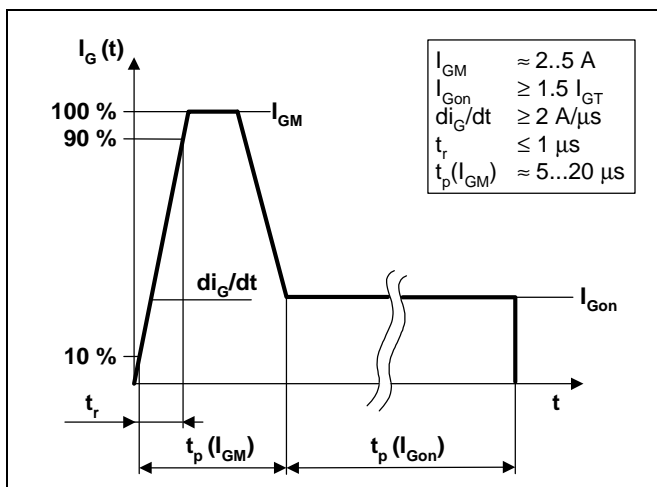 I_G (t)
100 %
90 %
10 %
I_GM
di_G/dt
I_Gon
t
t_r
t_p (I_GM)
t_p (I_Gon)
I_GM ≈ 2..5 A
I_Gon ≥ 1.5 I_GT
di_G/dt ≥ 2 A/μs
t_r ≤ 1 μs
t_p(I_GM) ≈ 5...20 μs